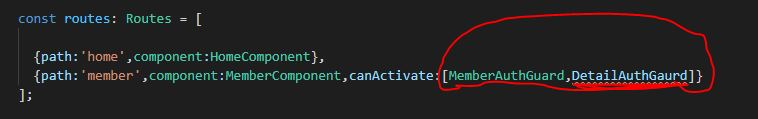 const routes: Routes = [
{path:'home',component:HomeComponent},
{path:'member',component:MemberComponent,canActivate:[MemberAuthGuard,DetailAuthGaurd]}
];